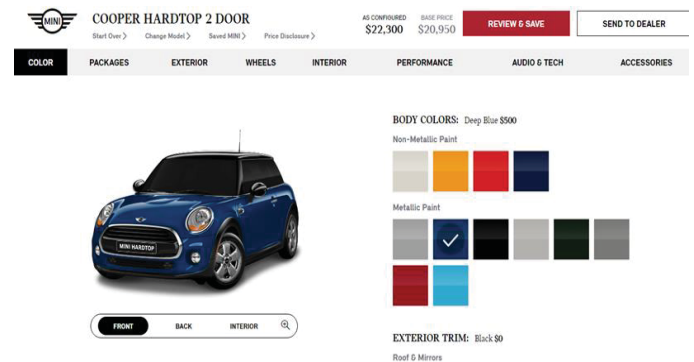 MINI
COOPER HARDTOP 2 DOOR
Start Over > Change Model > Saved MINI > Price Disclosure >
AS CONFIGURED BASE PRICE
$22,300 $20,950
REVIEW & SAVE
SEND TO DEALER
COLOR PACKAGES EXTERIOR WHEELS INTERIOR PERFORMANCE AUDIO & TECH ACCESSORIES
BODY COLORS: Deep Blue $500
Non-Metallic Paint
Metallic Paint
MINI HARDTOP
FRONT BACK INTERIOR
EXTERIOR TRIM: Black $0
Roof & Mirrors